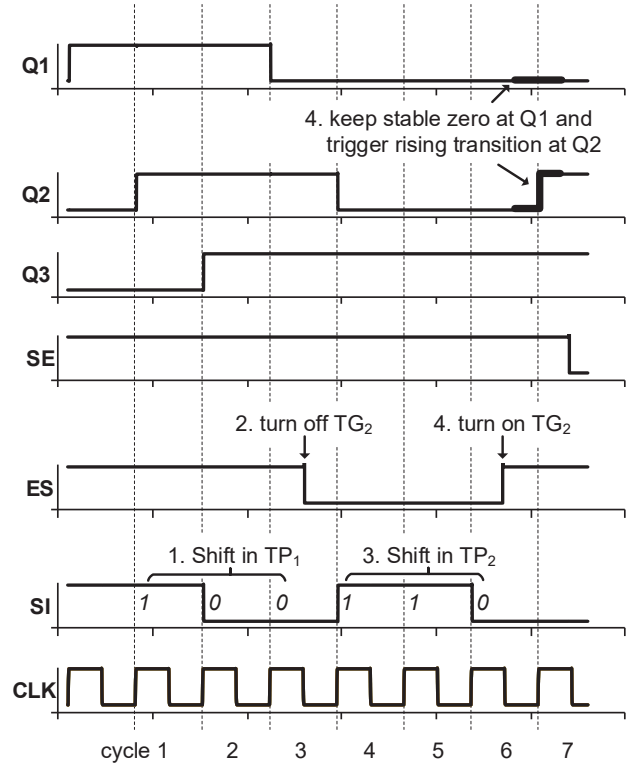 Q1
4. keep stable zero at Q1 and
trigger rising transition at Q2
Q2
Q3
SE
2. turn off TG2
4. turn on TG2
ES
1. Shift in TP1
3. Shift in TP2
SI
1 0 0 1 1 0
CLK
cycle 1 2 3 4 5 6 7